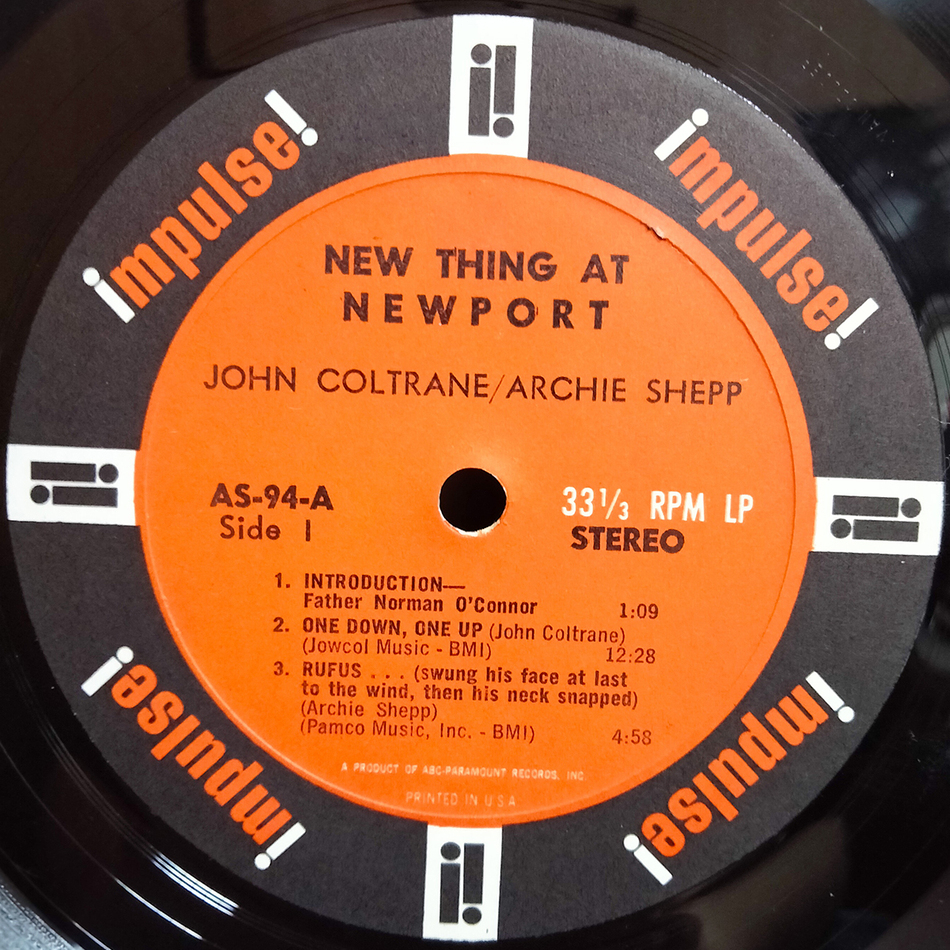 impulse!
impulse!
NEW THING AT
NEWPORT
JOHN COLTRANE/ARCHIE SHEPP
AS-94-A
Side 1
33 1/3 RPM LP
STEREO
1. INTRODUCTION—
Father Norman O'Connor 1:09
2. ONE DOWN, ONE UP (John Coltrane)
(Jowcol Music - BMI) 12:28
3. RUFUS . . . (swung his face at last
to the wind, then his neck snapped)
(Archie Shepp)
(Pamco Music, Inc. - BMI) 4:58
A PRODUCT OF ABC-PARAMOUNT RECORDS, INC.
PRINTED IN U.S.A.
impulse!
impulse!